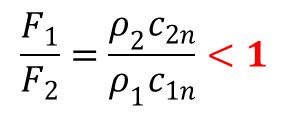 F₁/F₂ = ρ₂c₂ₙ/ρ₁c₁ₙ < 1